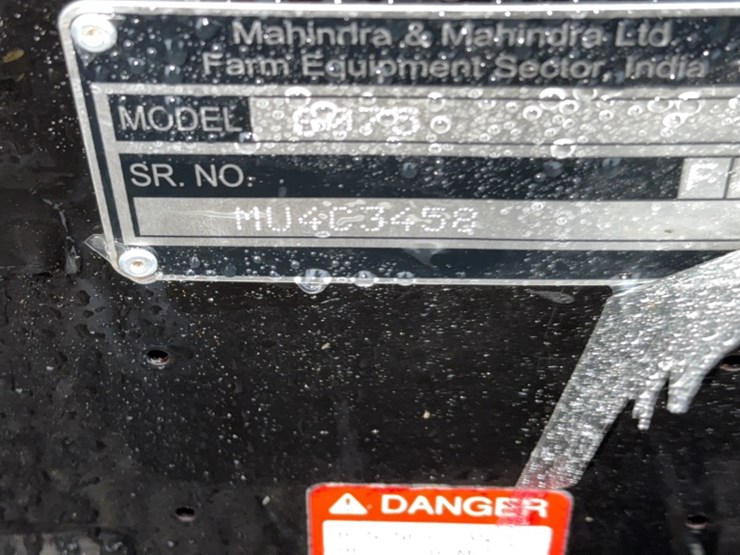 Mahindra & Mahindra Ltd.
Farm Equipment Sector, India
MODEL
SR. NO.
MU4C3458
DANGER